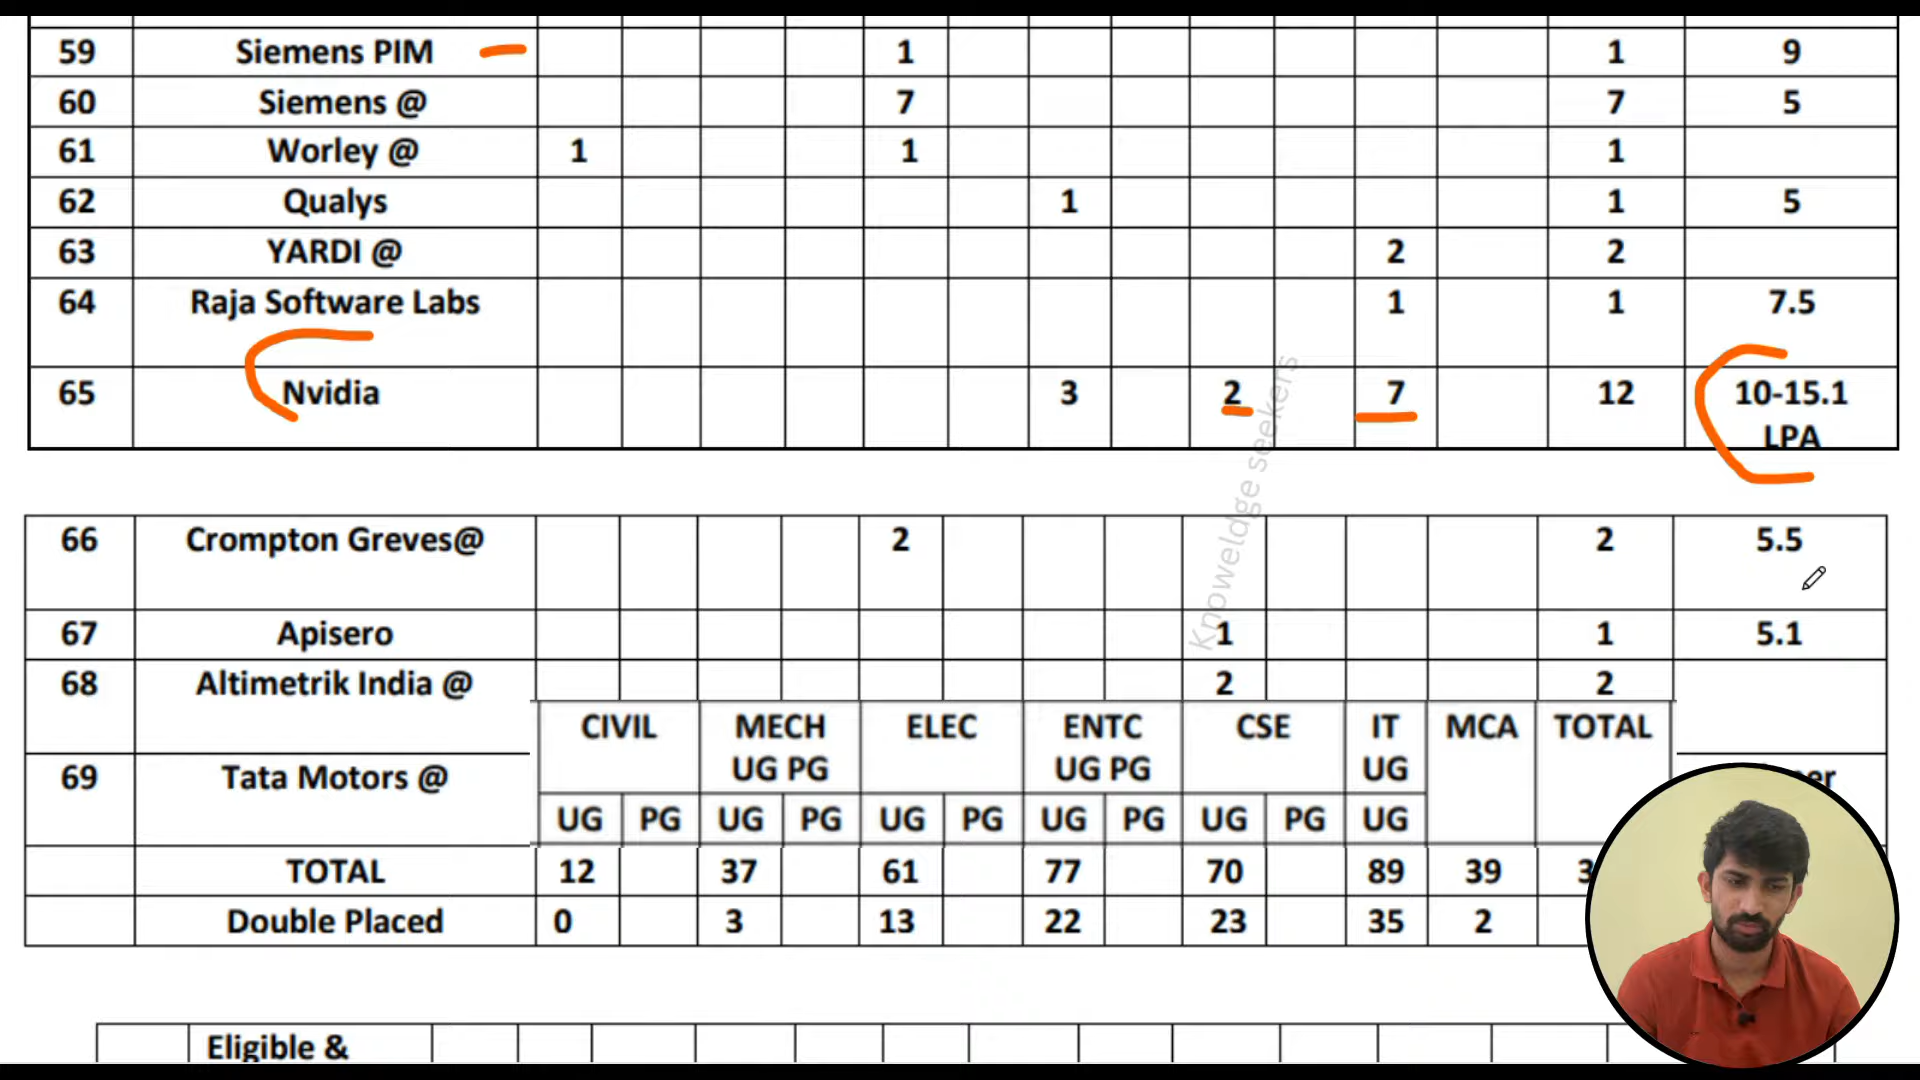 59 Siemens PIM 1 1 9
60 Siemens @ 7 7 5
61 Worley @ 1 1 1
62 Qualys 1 1 5
63 YARDI @ 2 2
64 Raja Software Labs 1 1 7.5
65 Nvidia 3 2 7 12 10-15.1
LPA
Knoweldge seekers
66 Crompton Greves@ 2 2 5.5
67 Apisero 1 1 5.1
68 Altimetrik India @ 2 2
CIVIL MECH ELEC ENTC CSE IT MCA TOTAL
UG PG UG PG UG
69 Tata Motors @
UG PG UG PG UG PG UG PG UG PG UG
TOTAL 12 37 61 77 70 89 39
Double Placed 0 3 13 22 23 35 2
Eligible &